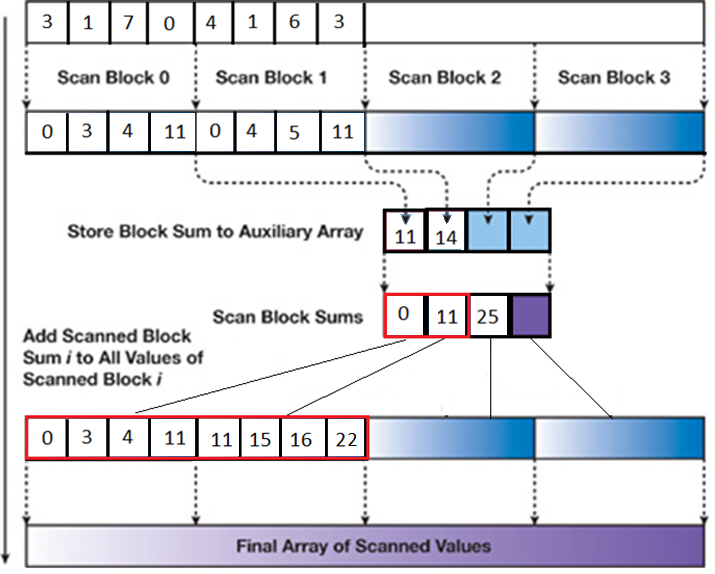 3 1 7 0 4 1 6 3
Scan Block 0 Scan Block 1 Scan Block 2 Scan Block 3
0 3 4 11 0 4 5 11
Store Block Sum to Auxiliary Array 11 14
Scan Block Sums 0 11 25
Add Scanned Block
Sum i to All Values of
Scanned Block i
0 3 4 11 11 15 16 22
Final Array of Scanned Values